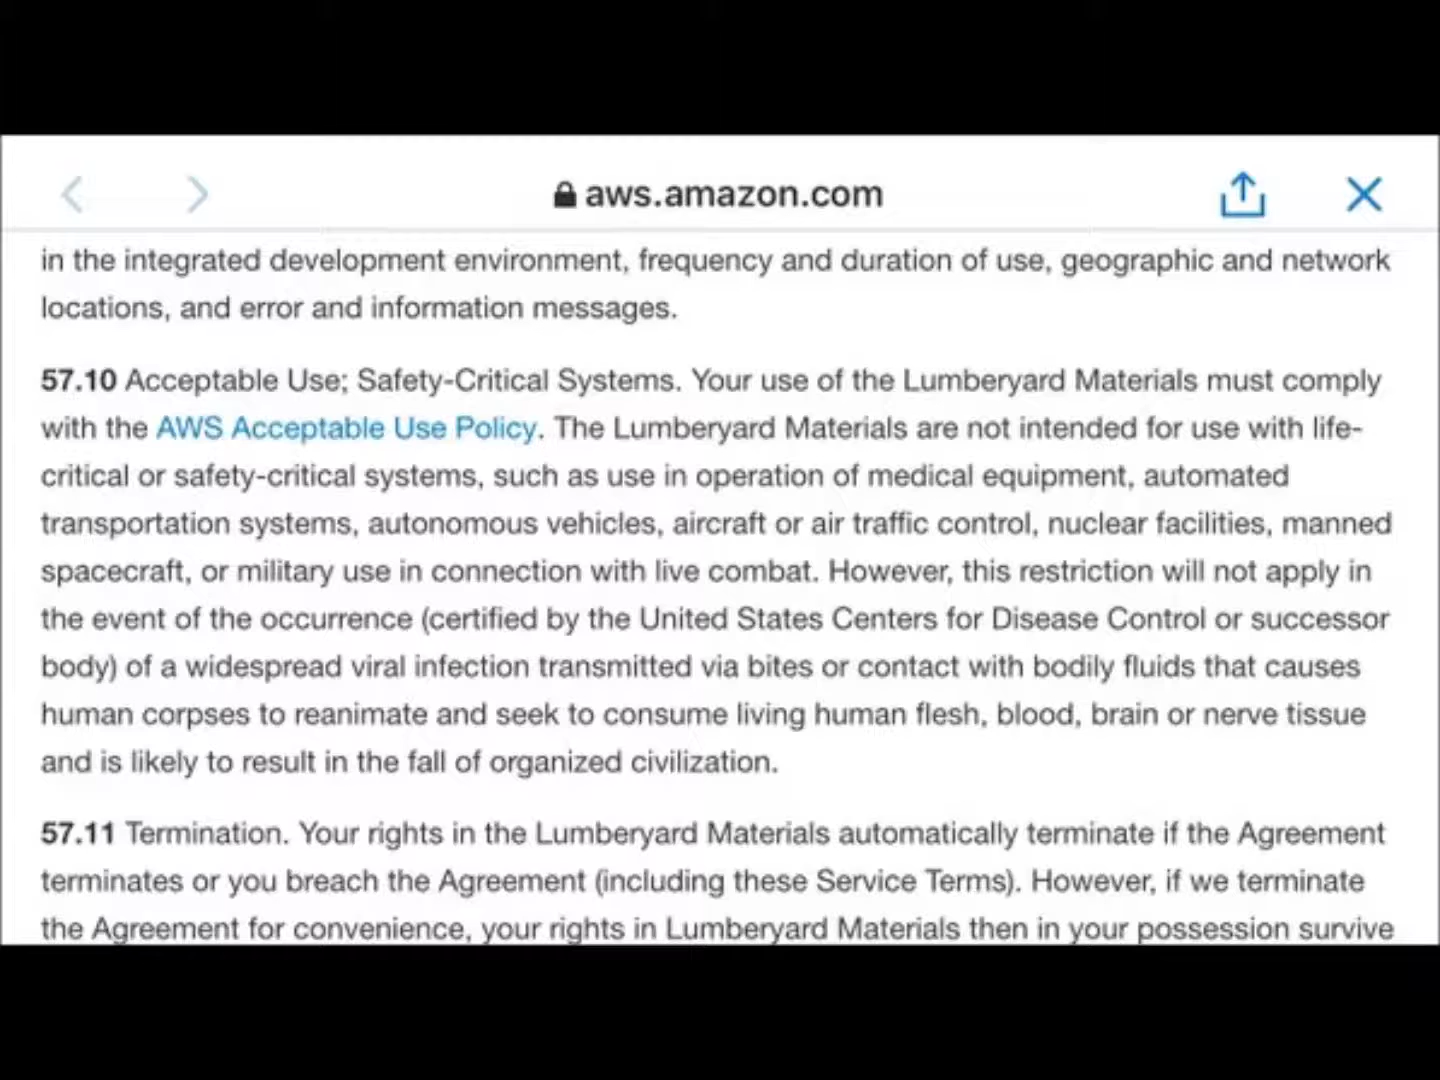 aws.amazon.com
in the integrated development environment, frequency and duration of use, geographic and network
locations, and error and information messages.
57.10 Acceptable Use; Safety-Critical Systems. Your use of the Lumberyard Materials must comply
with the AWS Acceptable Use Policy. The Lumberyard Materials are not intended for use with life-
critical or safety-critical systems, such as use in operation of medical equipment, automated
transportation systems, autonomous vehicles, aircraft or air traffic control, nuclear facilities, manned
spacecraft, or military use in connection with live combat. However, this restriction will not apply in
the event of the occurrence (certified by the United States Centers for Disease Control or successor
body) of a widespread viral infection transmitted via bites or contact with bodily fluids that causes
human corpses to reanimate and seek to consume living human flesh, blood, brain or nerve tissue
and is likely to result in the fall of organized civilization.
57.11 Termination. Your rights in the Lumberyard Materials automatically terminate if the Agreement
terminates or you breach the Agreement (including these Service Terms). However, if we terminate
the Agreement for convenience, your rights in Lumberyard Materials then in your possession survive